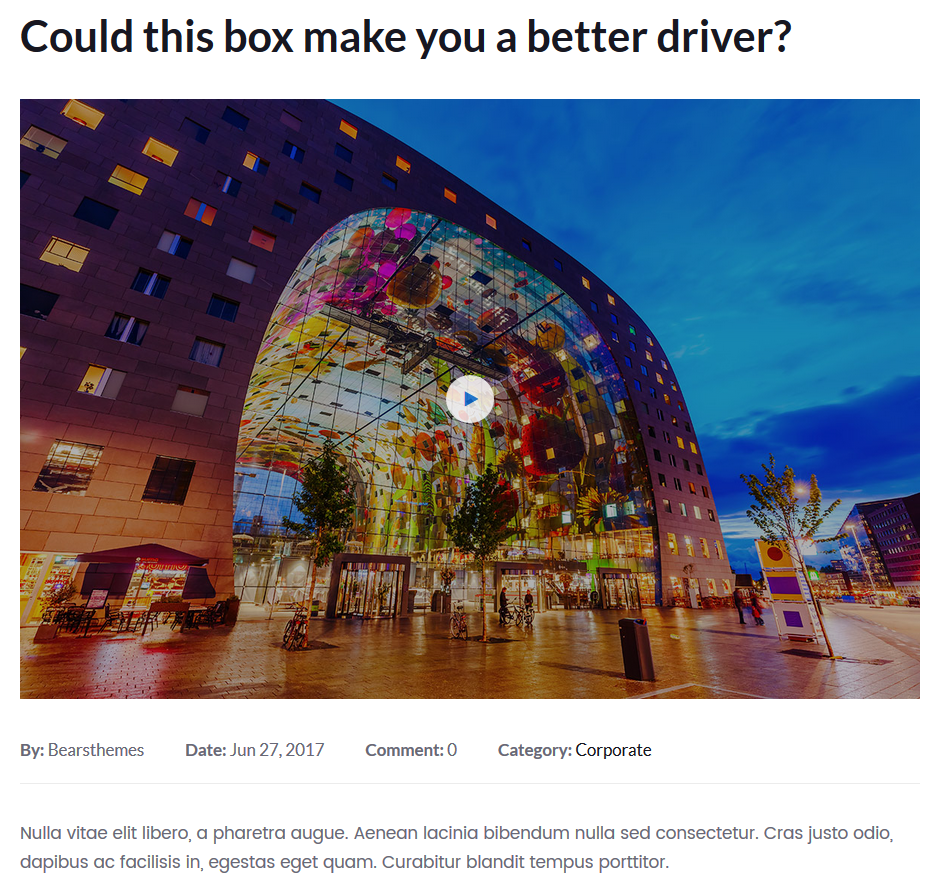 Could this box make you a better driver?
By: Bearsthemes Date: Jun 27, 2017 Comment: 0 Category: Corporate
Nulla vitae elit libero, a pharetra augue. Aenean lacinia bibendum nulla sed consectetur. Cras justo odio,
dapibus ac facilisis in, egestas eget quam. Curabitur blandit tempus porttitor.